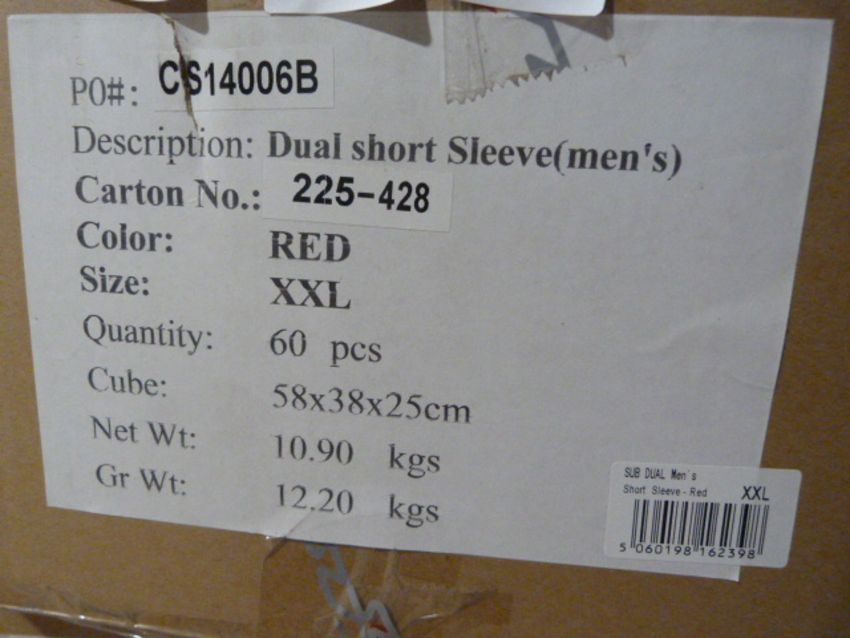 PO#: CS14006B
Description: Dual short Sleeve(men's)
Carton No.: 225-428
Color: RED
Size: XXL
Quantity: 60 pcs
Cube: 58x38x25cm
Net Wt: 10.90 kgs
Gr Wt: 12.20 kgs
SUB DUAL Men's
Short Sleeve - Red XXL
5 060198 162398